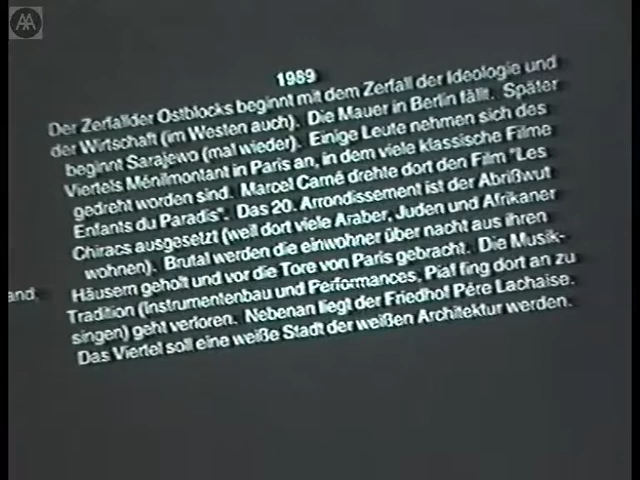 AA
1989
Der Zerfallder Ostblocks beginnt mit dem Zerfall der Ideologie und
der Wirtschaft (im Westen auch). Die Mauer in Berlin fällt. Später
beginnt Sarajewo (mal wieder). Einige Leute nehmen sich des
Viertels Ménilmontant in Paris an, in dem viele klassische Filme
gedreht worden sind. Marcel Carné drehte dort den Film "Les
Enfants du Paradis". Das 20. Arrondissement ist der Abrißwut
Chiracs ausgesetzt (weil dort viele Araber, Juden und Afrikaner
wohnen). Brutal werden die einwohner über nacht aus ihren
Häusern geholt und vor die Tore von Paris gebracht. Die Musik-
Tradition (Instrumentenbau und Performances, Piaf fing dort an zu
singen) geht verloren. Nebenan liegt der Friedhof Père Lachaise.
Das Viertel soll eine weiße Stadt der weißen Architektur werden.
and